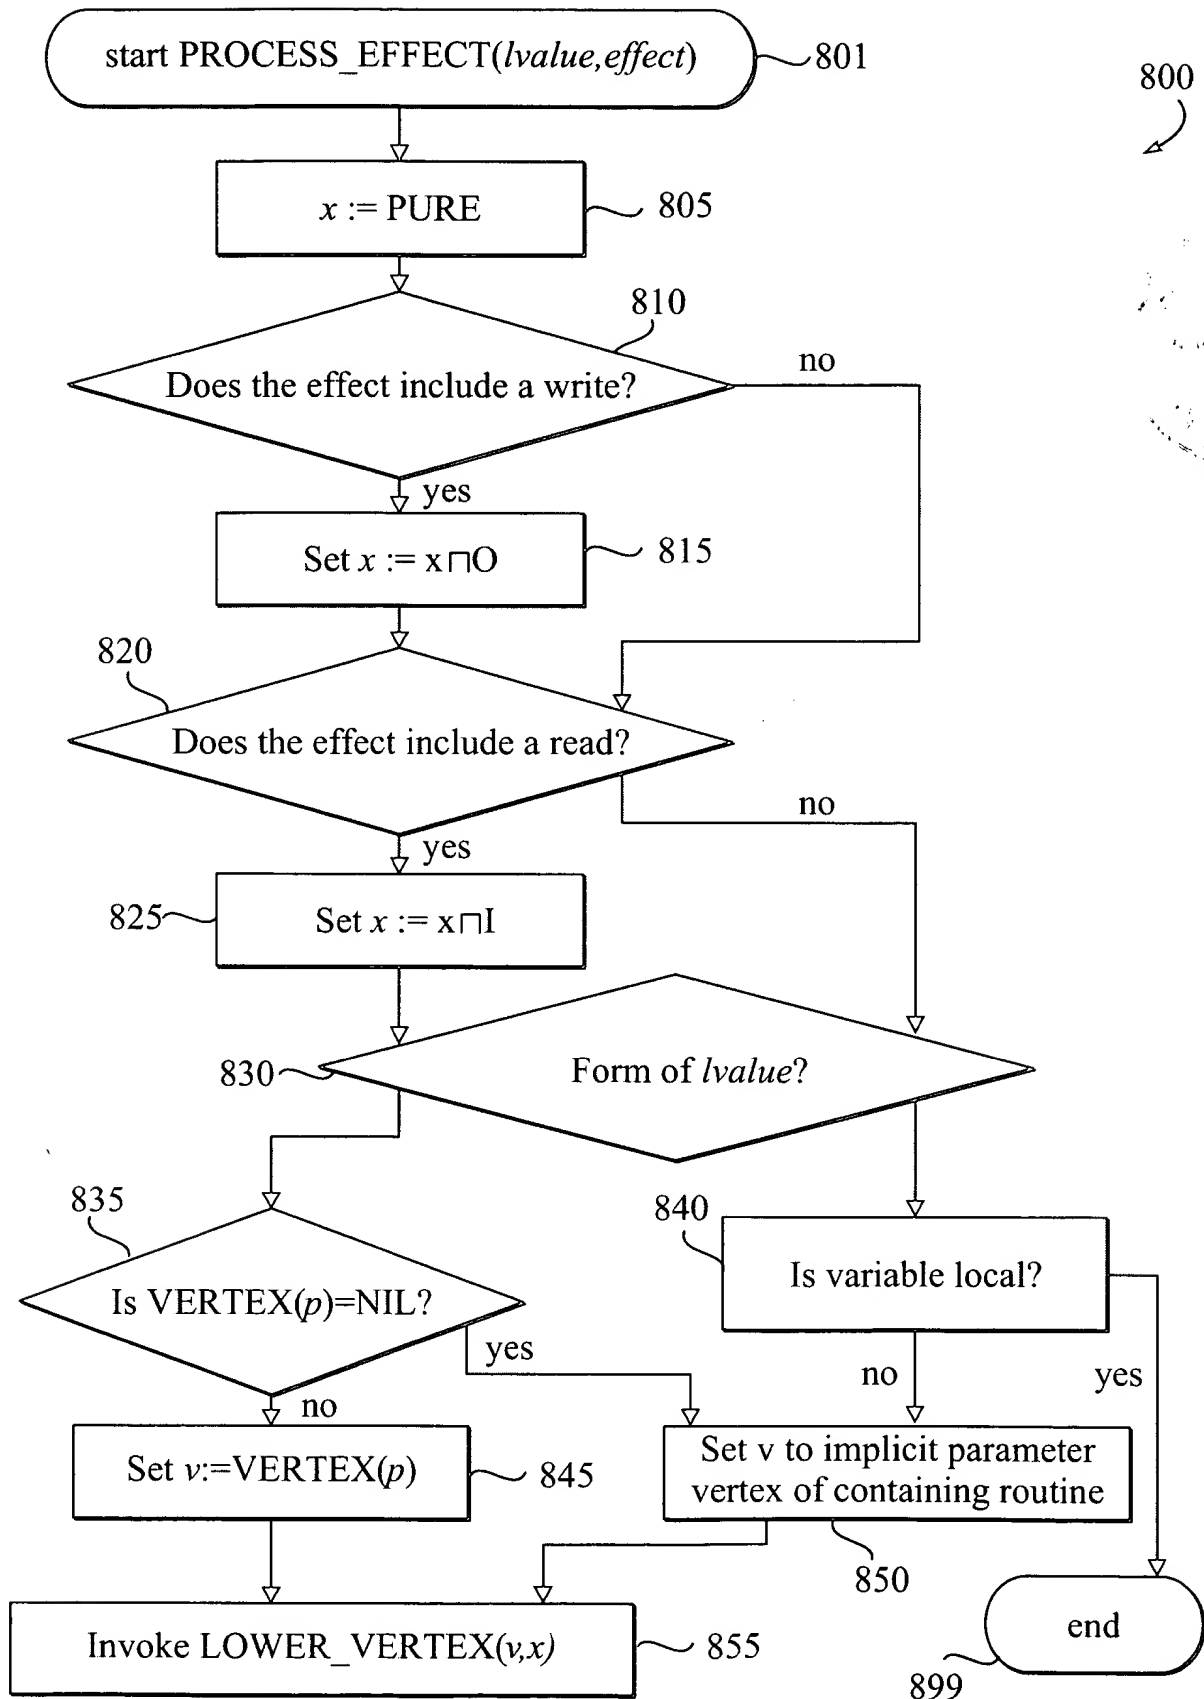 start PROCESS_EFFECT(lvalue,effect)
801
800
x := PURE
805
810
Does the effect include a write?
no
yes
Set x := x⊓O
815
820
Does the effect include a read?
no
yes
825
Set x := x⊓I
830
Form of lvalue?
835
840
Is VERTEX(p)=NIL?
Is variable local?
yes
no
yes
no
Set v:=VERTEX(p)
845
Set v to implicit parameter
vertex of containing routine
850
Invoke LOWER_VERTEX(v,x)
855
end
899